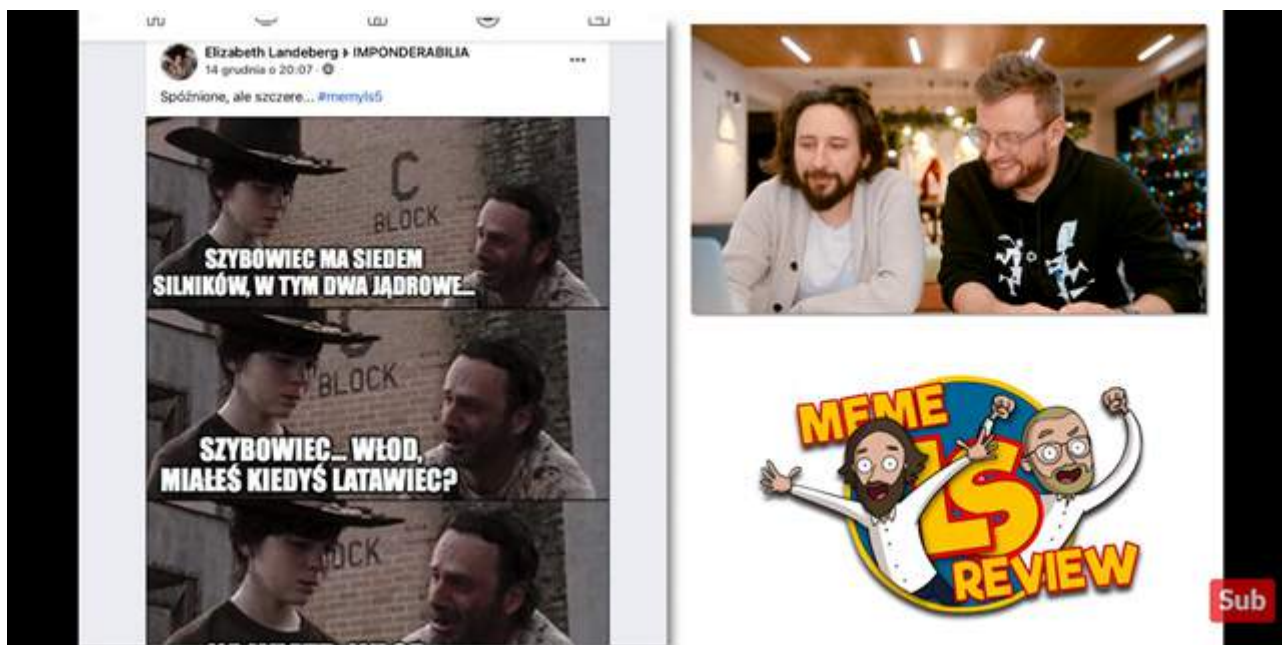 Elizabeth Landeberg ▸ IMPONDERABILIA
14 grudnia o 20:07 ·
Spóźnione, ale szczere... #memyls5
C
BLOCK
SZYBOWIEC MA SIEDEM
SILNIKÓW, W TYM DWA JĄDROWE...
BLOCK
SZYBOWIEC... WŁOD,
MIAŁEŚ KIEDYŚ LATAWIEC?
OCK
MEME
LS
REVIEW
Sub